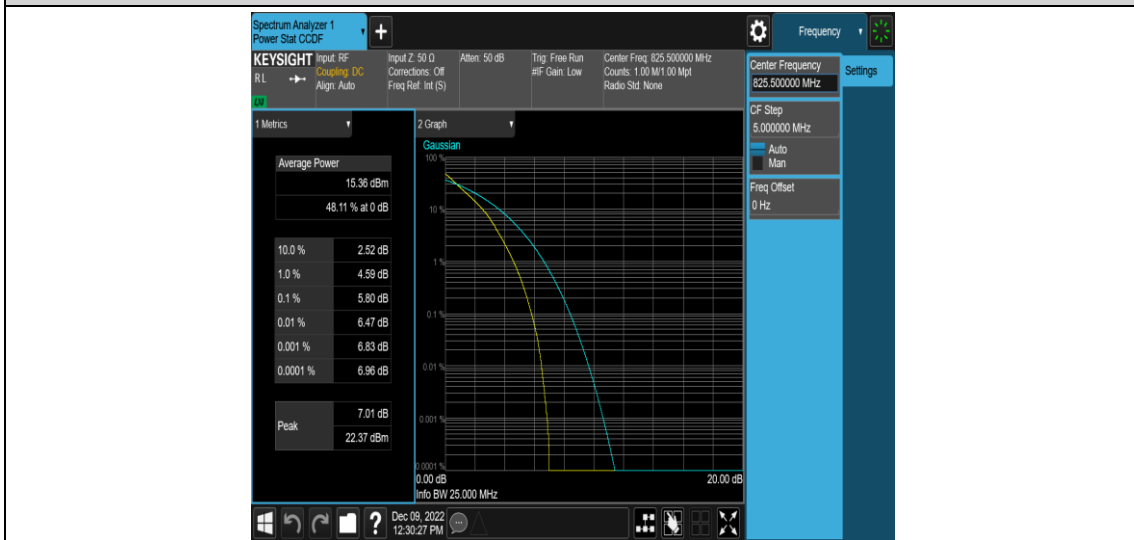 Spectrum Analyzer 1
Power Stat CCDF
+
Frequency
KEYSIGHT
RL
Input: RF
Coupling: DC
Align: Auto
Input Z: 50 Ω
Corrections: Off
Freq Ref: Int (S)
Atten: 50 dB
Trig: Free Run
#IF Gain: Low
Center Freq: 825.500000 MHz
Counts: 1.00 M/1.00 Mpt
Radio Std: None
Center Frequency
825.500000 MHz
Settings
CF Step
5.000000 MHz
Auto
Man
Freq Offset
0 Hz
1 Metrics
Average Power
15.36 dBm
48.11 % at 0 dB
10.0 % 2.52 dB
1.0 % 4.59 dB
0.1 % 5.80 dB
0.01 % 6.47 dB
0.001 % 6.83 dB
0.0001 % 6.96 dB
Peak 7.01 dB
22.37 dBm
2 Graph
Gaussian
100 %
10 %
1 %
0.1 %
0.01 %
0.001 %
0.0001 %
0.00 dB 20.00 dB
Info BW 25.000 MHz
?
Dec 09, 2022
12:30:27 PM